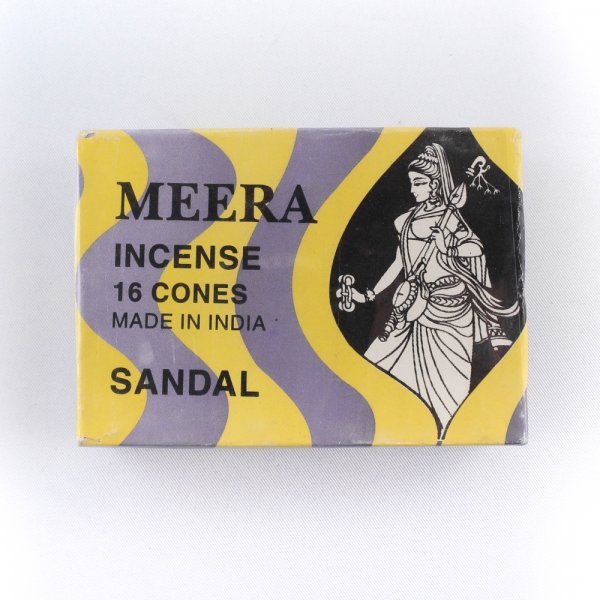 MEERA
INCENSE
16 CONES
MADE IN INDIA
SANDAL